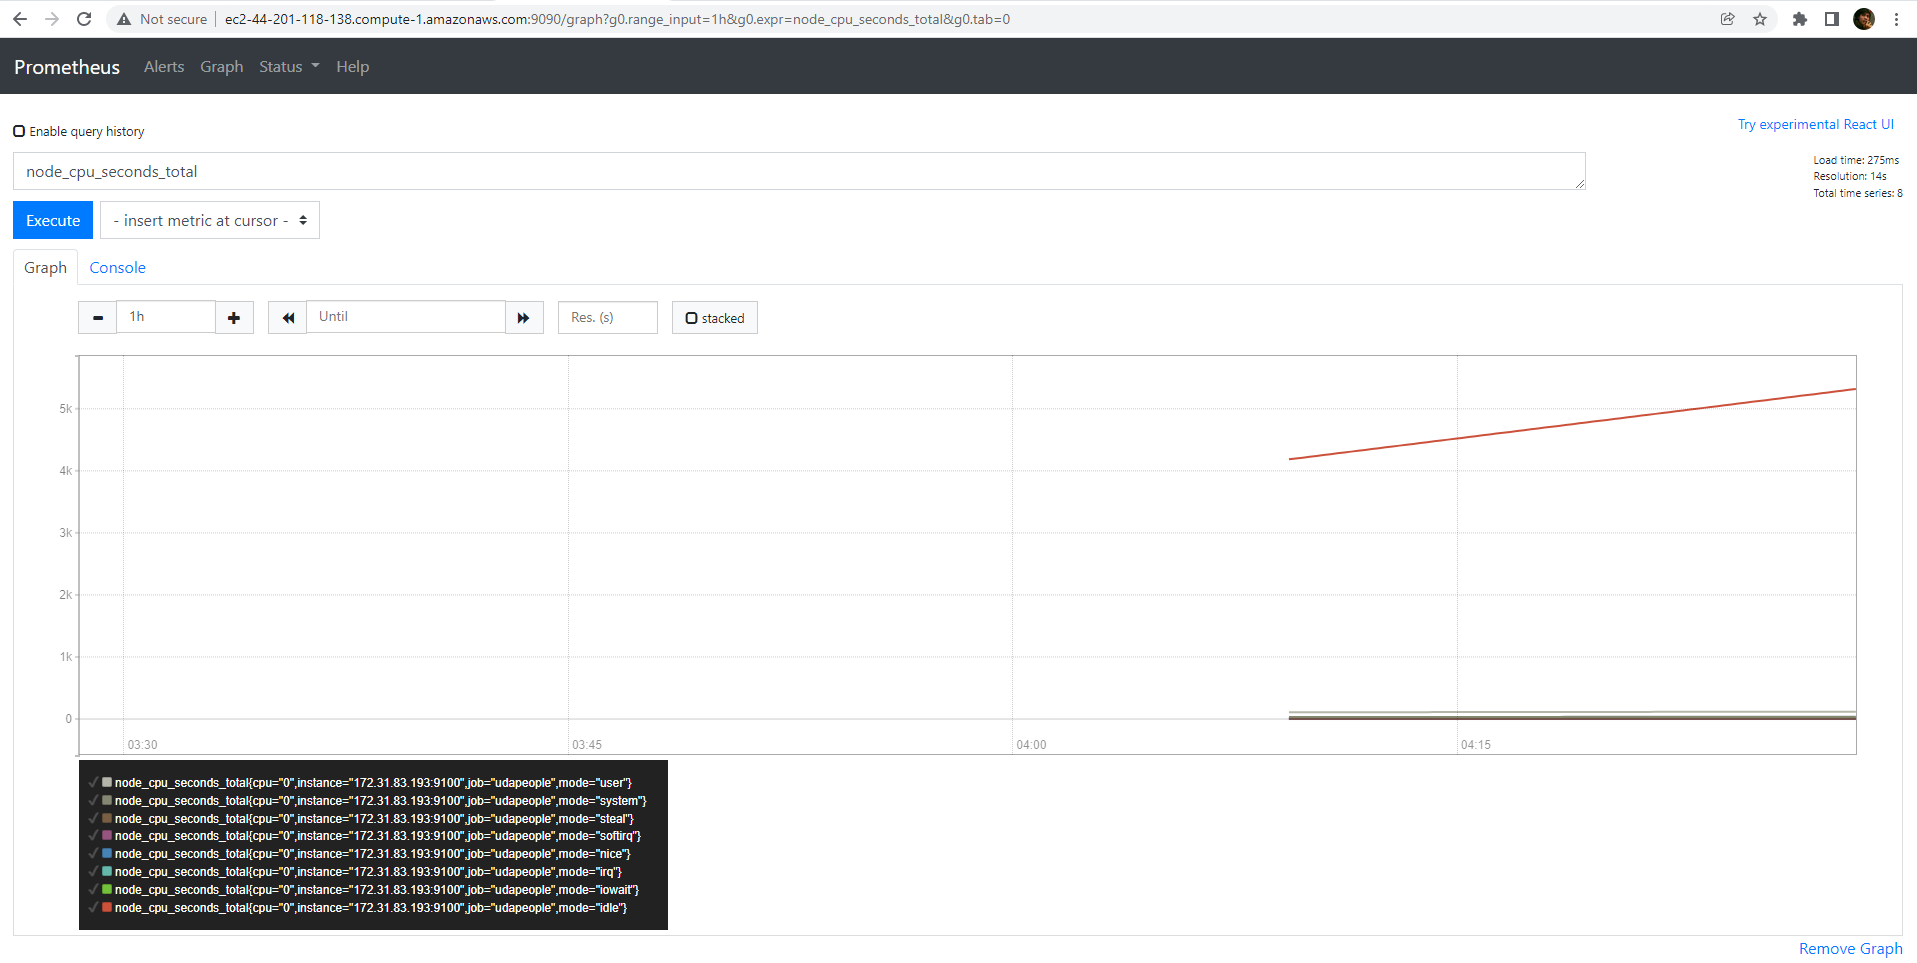 Not secure ec2-44-201-118-138.compute-1.amazonaws.com:9090/graph?g0.range_input=1h&g0.expr=node_cpu_seconds_total&g0.tab=0
Prometheus Alerts Graph Status Help
Enable query history
Try experimental React UI
node_cpu_seconds_total
Load time: 275ms
Resolution: 14s
Total time series: 8
Execute - insert metric at cursor -
Graph Console
1h Until Res. (s) stacked
5k
4k
3k
2k
1k
0
03:30 03:45 04:00 04:15
node_cpu_seconds_total{cpu="0",instance="172.31.83.193:9100",job="udapeople",mode="user"}
node_cpu_seconds_total{cpu="0",instance="172.31.83.193:9100",job="udapeople",mode="system"}
node_cpu_seconds_total{cpu="0",instance="172.31.83.193:9100",job="udapeople",mode="steal"}
node_cpu_seconds_total{cpu="0",instance="172.31.83.193:9100",job="udapeople",mode="softirq"}
node_cpu_seconds_total{cpu="0",instance="172.31.83.193:9100",job="udapeople",mode="nice"}
node_cpu_seconds_total{cpu="0",instance="172.31.83.193:9100",job="udapeople",mode="irq"}
node_cpu_seconds_total{cpu="0",instance="172.31.83.193:9100",job="udapeople",mode="iowait"}
node_cpu_seconds_total{cpu="0",instance="172.31.83.193:9100",job="udapeople",mode="idle"}
Remove Graph